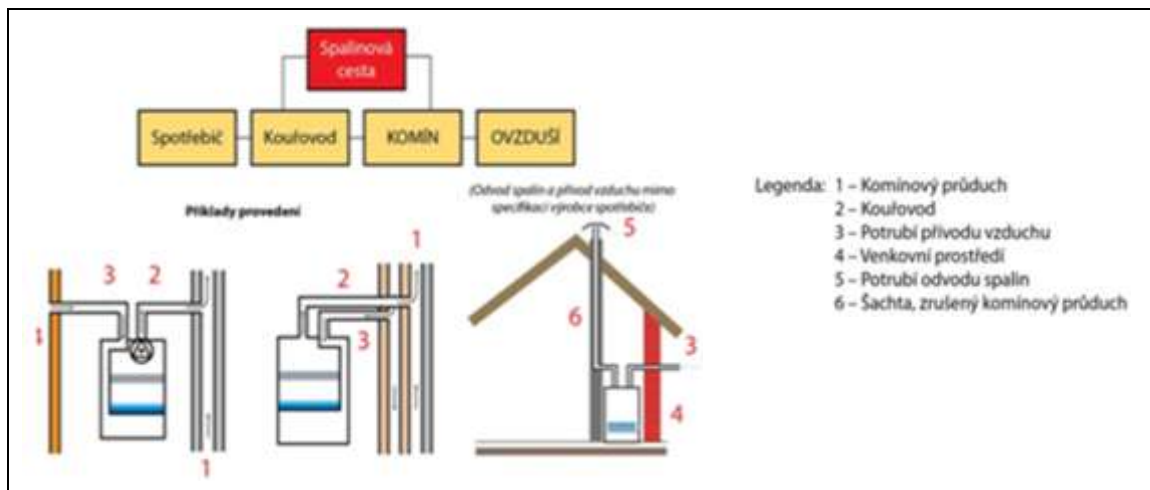 Spalinová
cesta
Spotřebič
Kouřovod
KOMÍN
OVZDUŠÍ
(Odvod spalin a přívod vzduchu mimo
specifikaci výrobce spotřebiče)
Příklady provedení
3
2
1
4
1
2
3
5
6
3
4
Legenda: 1 – Komínový průduch
2 – Kouřovod
3 – Potrubí přívodu vzduchu
4 – Venkovní prostředí
5 – Potrubí odvodu spalin
6 – Šachta, zrušený komínový průduch